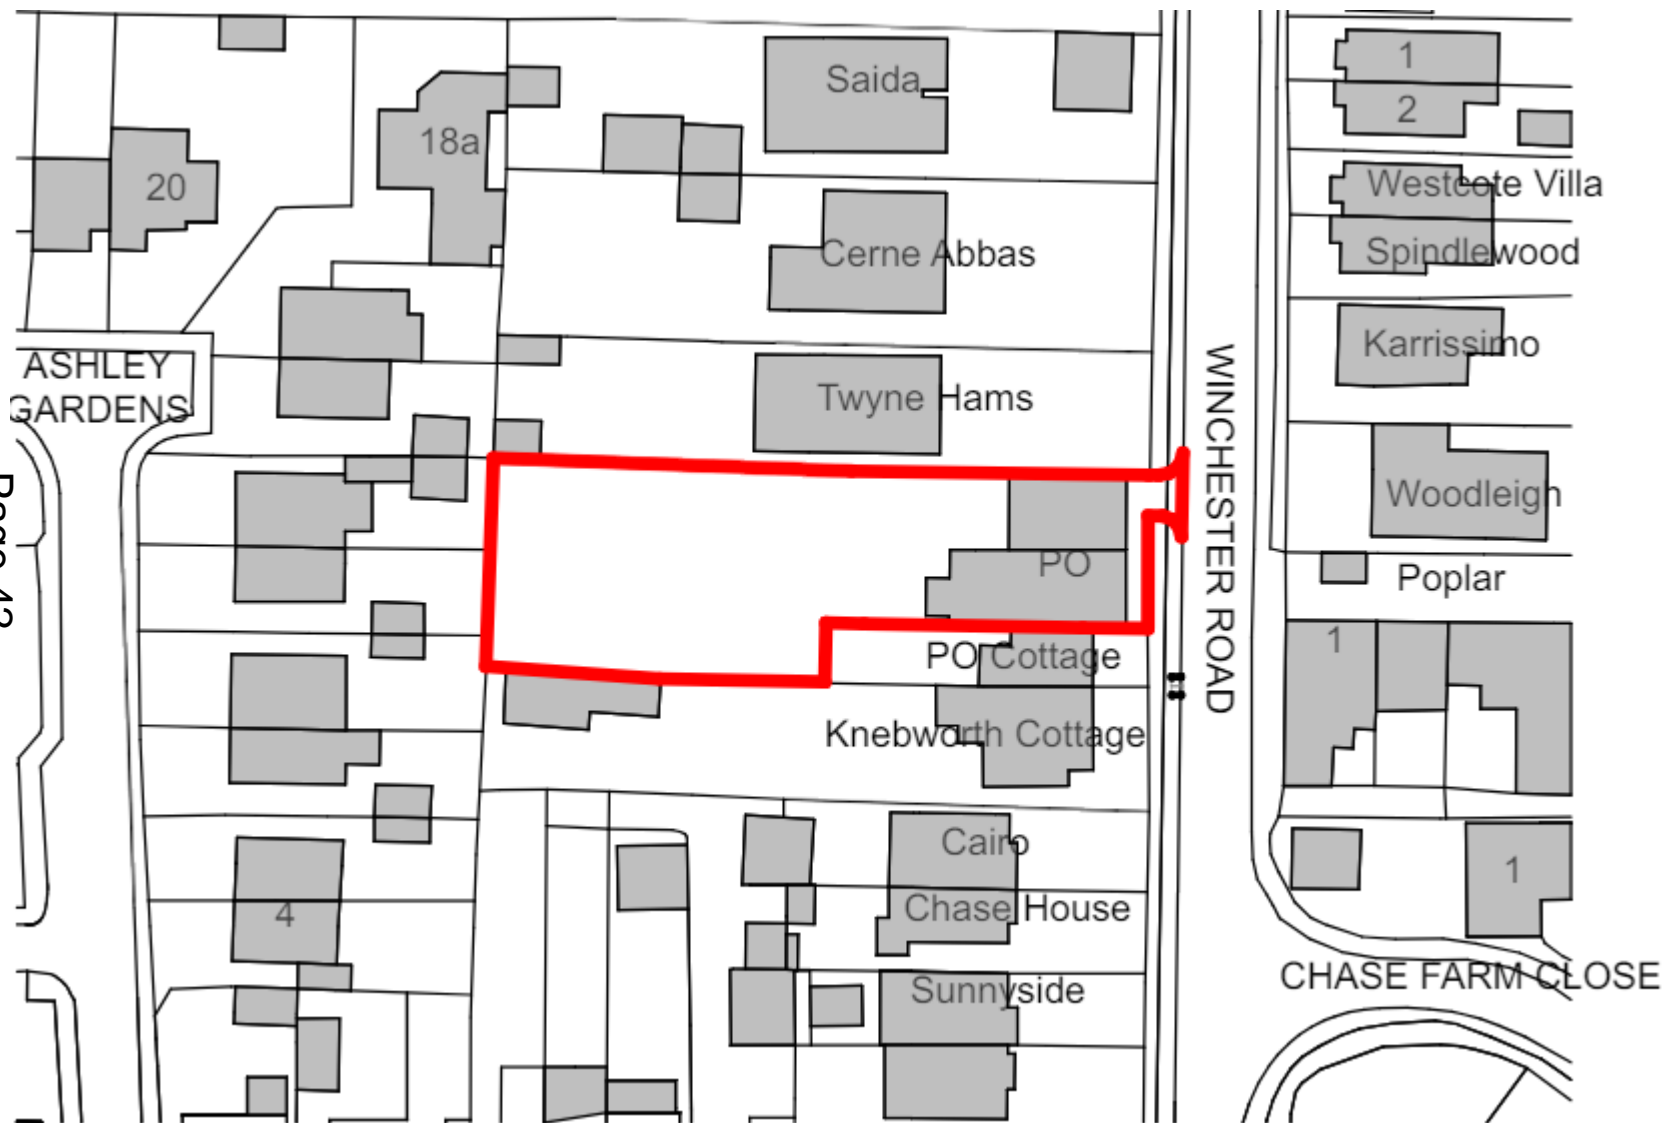 Saida
1
2
18a
20
Westcote Villa
Cerne Abbas
Spindlewood
Karrissimo
ASHLEY
GARDENS
Twyne Hams
WINCHESTER ROAD
Woodleigh
PO
Poplar
PO Cottage
1
Knebworth Cottage
Cairo
1
4
Chase House
Sunnyside
CHASE FARM CLOSE